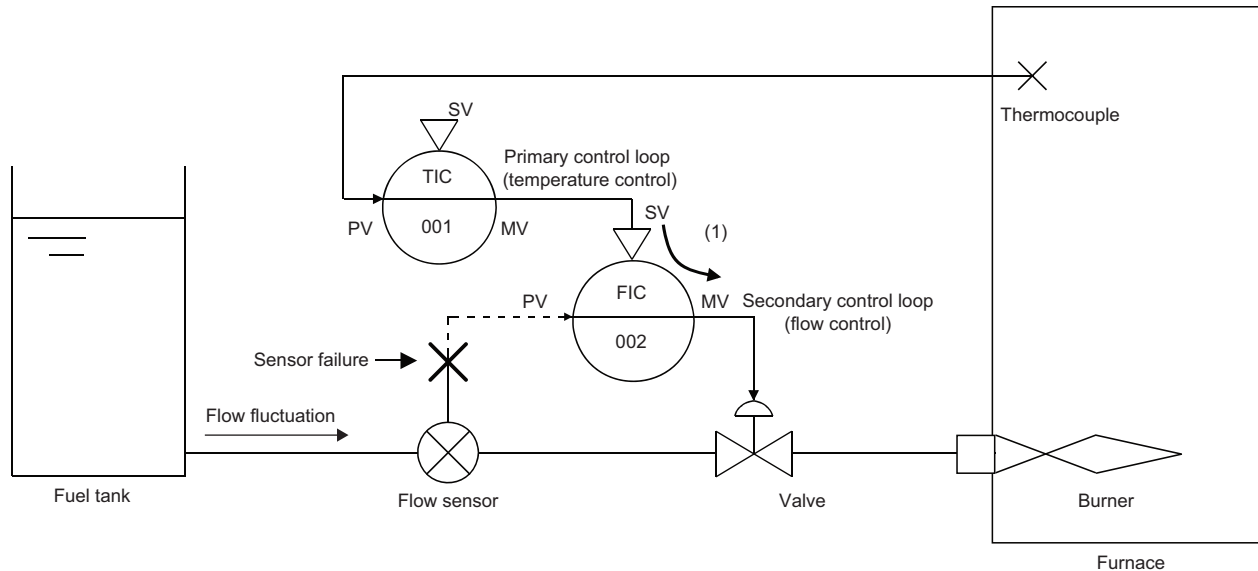 Thermocouple
SV
TIC
001
PV
MV
Primary control loop
(temperature control)
SV
(1)
FIC
002
PV
MV
Secondary control loop
(flow control)
Sensor failure
Flow fluctuation
Fuel tank
Flow sensor
Valve
Burner
Furnace